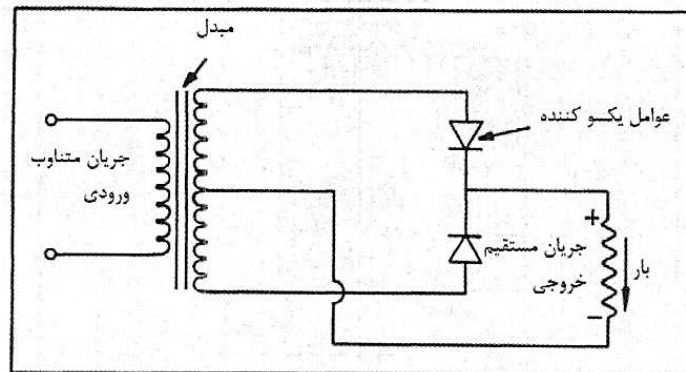 مبدل
عوامل یکسو کننده
جریان متناوب
ورودی
+
جریان مستقیم
خروجی
بار
−